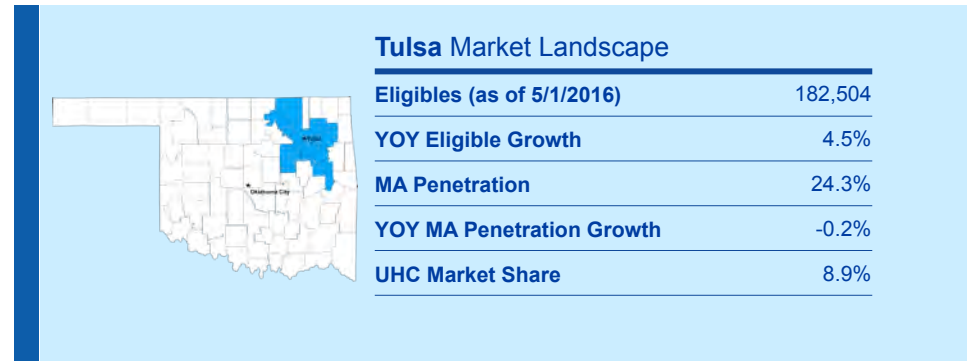 Tulsa Market Landscape
Eligibles (as of 5/1/2016) 182,504
YOY Eligible Growth 4.5%
MA Penetration 24.3%
YOY MA Penetration Growth -0.2%
UHC Market Share 8.9%
Tulsa
Oklahoma City